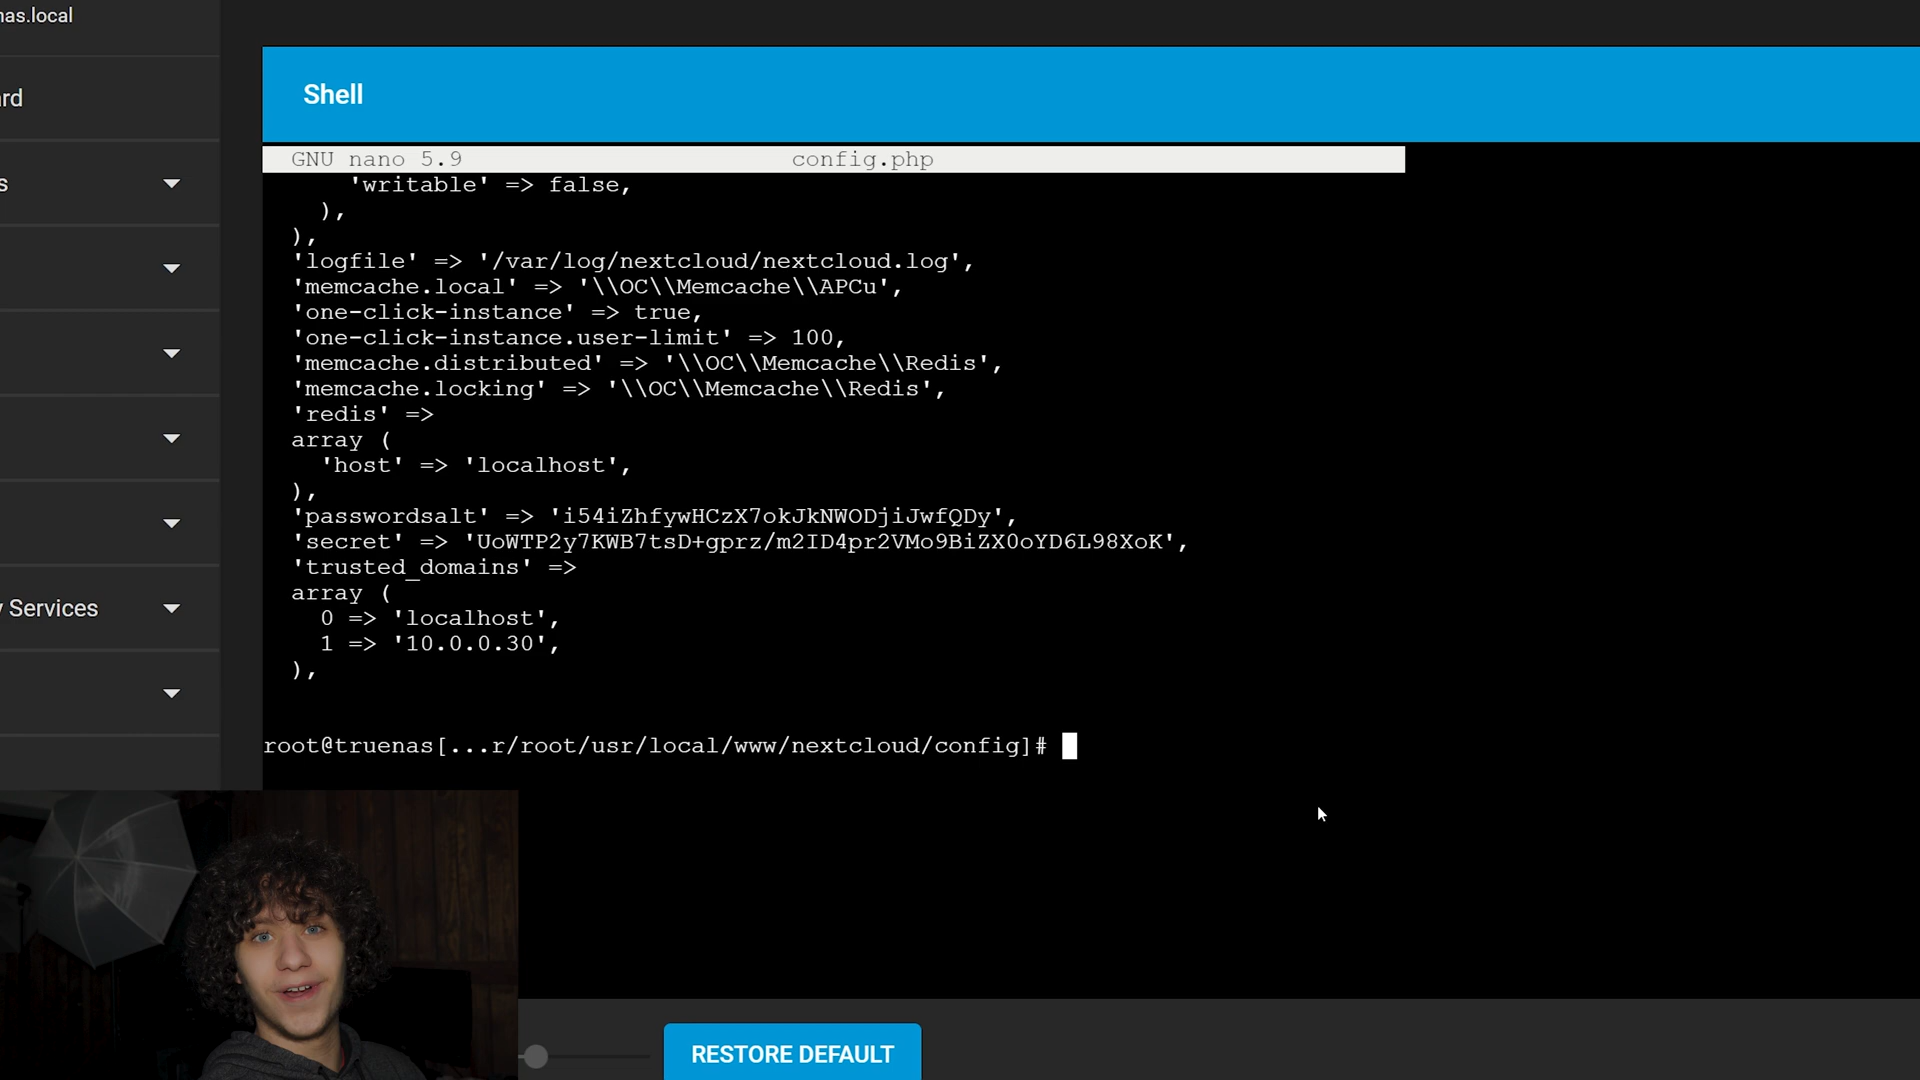 nas.local
rd
s
y Services
Shell
GNU nano 5.9 config.php
'writable' => false,
),
),
'logfile' => '/var/log/nextcloud/nextcloud.log',
'memcache.local' => '\\OC\\Memcache\\APCu',
'one-click-instance' => true,
'one-click-instance.user-limit' => 100,
'memcache.distributed' => '\\OC\\Memcache\\Redis',
'memcache.locking' => '\\OC\\Memcache\\Redis',
'redis' =>
array (
'host' => 'localhost',
),
'passwordsalt' => 'i54iZhfywHCzX7okJkNWODjiJwfQDy',
'secret' => 'UoWTP2y7KWB7tsD+gprz/m2ID4pr2VMo9BiZX0oYD6L98XoK',
'trusted_domains' =>
array (
0 => 'localhost',
1 => '10.0.0.30',
),
root@truenas[...r/root/usr/local/www/nextcloud/config]#
RESTORE DEFAULT